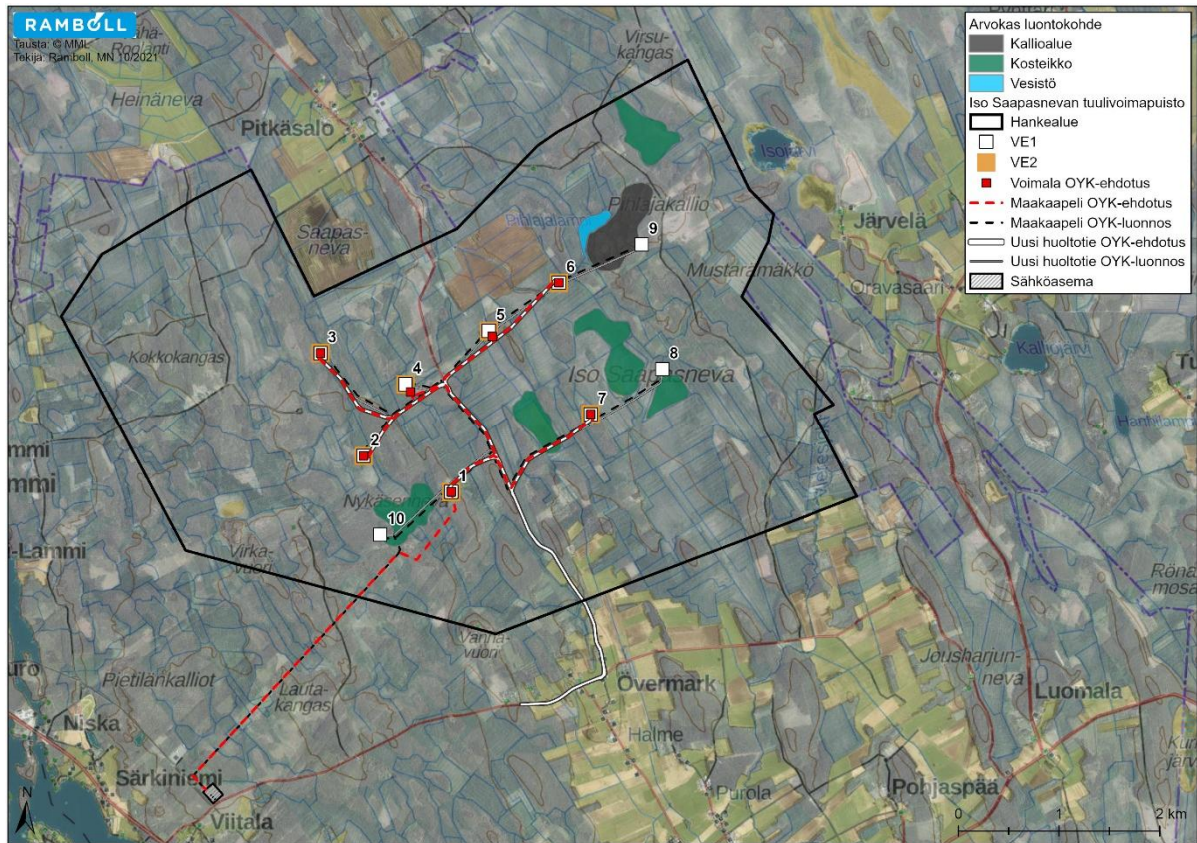 RAMBOLL
Tausta: © MML
Tekijä: Ramboll, MN 10/2021
Heinäneva
Pitkäsalo
Virsu-
kangas
Saapas-
neva
Pihlajakallio
Isojärvi
Järvelä
Oravasaari
Mustarämäkkö
Kalliojärvi
Kokkokangas
Iso Saapasneva
Virka-
vuori
Vanha-
vuori
Pietilänkalliot
Lauta-
kangas
Niska
Särkiniemi
Viitala
Övermark
Halme
Purola
Pohjaspää
Jousharjun-
neva
Luomala
1
2
3
4
5
6
7
8
9
10
Arvokas luontokohde
Kallioalue
Kosteikko
Vesistö
Iso Saapasnevan tuulivoimapuisto
Hankealue
VE1
VE2
Voimala OYK-ehdotus
Maakaapeli OYK-ehdotus
Maakaapeli OYK-luonnos
Uusi huoltotie OYK-ehdotus
Uusi huoltotie OYK-luonnos
Sähköasema
N
0 1 2 km